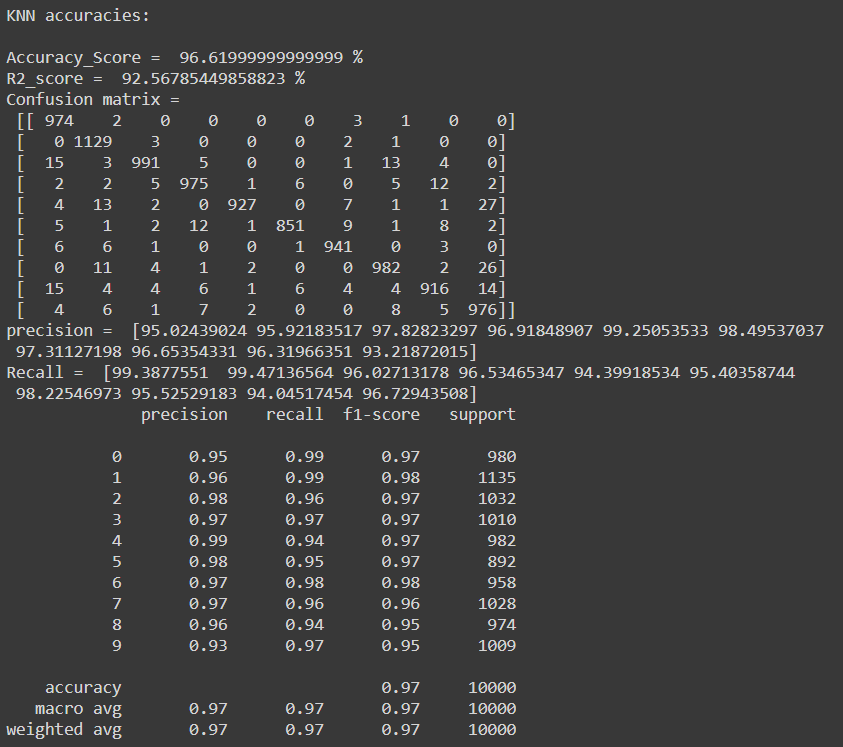 KNN accuracies:

Accuracy_Score =  96.61999999999999 %
R2_score =  92.56785449858823 %
Confusion matrix =
 [[ 974    2    0    0    0    0    3    1    0    0]
 [   0 1129    3    0    0    0    2    1    0    0]
 [  15    3  991    5    0    0    1   13    4    0]
 [   2    2    5  975    1    6    0    5   12    2]
 [   4   13    2    0  927    0    7    1    1   27]
 [   5    1    2   12    1  851    9    1    8    2]
 [   6    6    1    0    0    1  941    0    3    0]
 [   0   11    4    1    2    0    0  982    2   26]
 [  15    4    4    6    1    6    4    4  916   14]
 [   4    6    1    7    2    0    0    8    5  976]]
precision =  [95.02439024 95.92183517 97.82823297 96.91848907 99.25053533 98.49537037
 97.31127198 96.65354331 96.31966351 93.21872015]
Recall =  [99.3877551  99.47136564 96.02713178 96.53465347 94.39918534 95.40358744
 98.22546973 95.52529183 94.04517454 96.72943508]
              precision    recall  f1-score   support

           0       0.95      0.99      0.97       980
           1       0.96      0.99      0.98      1135
           2       0.98      0.96      0.97      1032
           3       0.97      0.97      0.97      1010
           4       0.99      0.94      0.97       982
           5       0.98      0.95      0.97       892
           6       0.97      0.98      0.98       958
           7       0.97      0.96      0.96      1028
           8       0.96      0.94      0.95       974
           9       0.93      0.97      0.95      1009

    accuracy                           0.97     10000
   macro avg       0.97      0.97      0.97     10000
weighted avg       0.97      0.97      0.97     10000